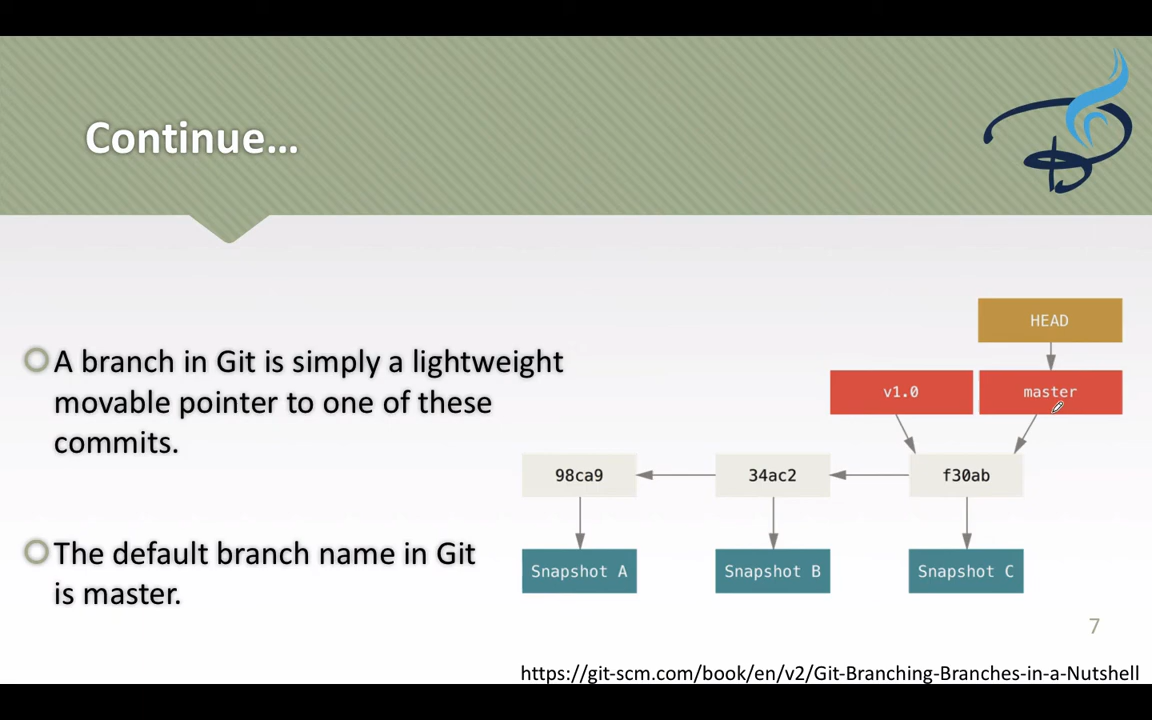 Continue...
A branch in Git is simply a lightweight
movable pointer to one of these
commits.
The default branch name in Git
is master.
HEAD
v1.0
master
98ca9
34ac2
f30ab
Snapshot A
Snapshot B
Snapshot C
7
https://git-scm.com/book/en/v2/Git-Branching-Branches-in-a-Nutshell